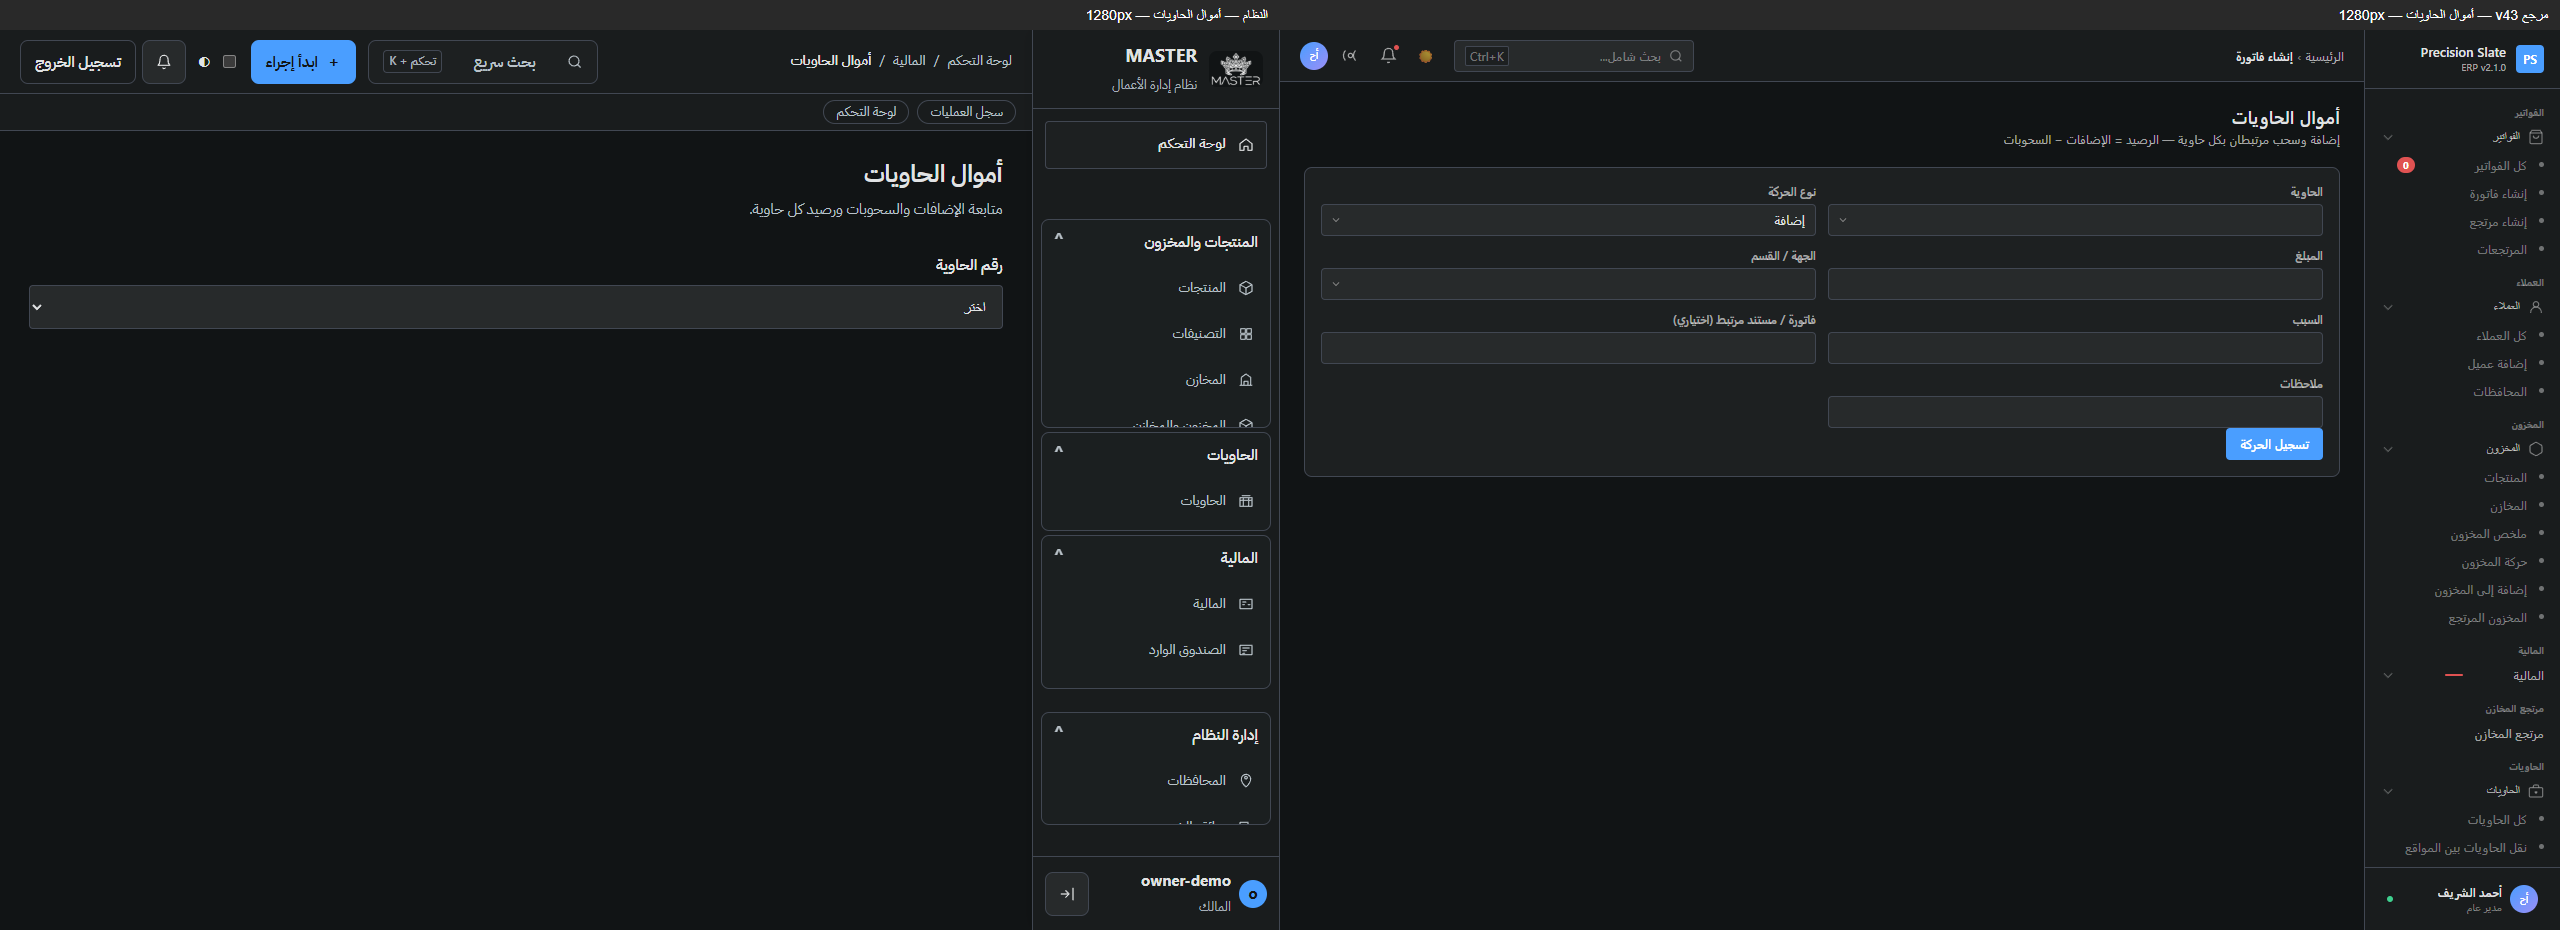 مرجع v43 — أموال الحاويات — 1280px
PS
Precision Slate
ERP v2.1.0
الفواتير
الفواتير
كل الفواتير
0
إنشاء فاتورة
إنشاء مرتجع
المرتجعات
العملاء
العملاء
كل العملاء
إضافة عميل
المحافظات
المخزون
المخزون
المنتجات
المخازن
ملخص المخزون
حركة المخزون
إضافة إلى المخزون
المخزون المرتجع
المالية
المالية
مرتجع المخازن
مرتجع المخازن
الحاويات
الحاويات
كل الحاويات
نقل الحاويات بين المواقع
أحمد الشريف
مدير عام
أح
الرئيسية › إنشاء فاتورة
بحث شامل...
Ctrl+K
أح
أموال الحاويات
إضافة وسحب مرتبطان بكل حاوية — الرصيد = الإضافات − السحوبات
الحاوية
نوع الحركة
إضافة
المبلغ
الجهة / القسم
السبب
فاتورة / مستند مرتبط (اختياري)
ملاحظات
تسجيل الحركة
النظام — أموال الحاويات — 1280px
MASTER
MASTER
نظام إدارة الأعمال
لوحة التحكم
المنتجات والمخزون
المنتجات
التصنيفات
المخازن
المخزون والمخازن
الحاويات
الحاويات
المالية
المالية
الصندوق الوارد
إدارة النظام
المحافظات
owner-demo
المالك
o
لوحة التحكم / المالية / أموال الحاويات
بحث سريع
تحكم + K
+ ابدأ إجراء
تسجيل الخروج
سجل العمليات
لوحة التحكم
أموال الحاويات
متابعة الإضافات والسحوبات ورصيد كل حاوية.
رقم الحاوية
اختر